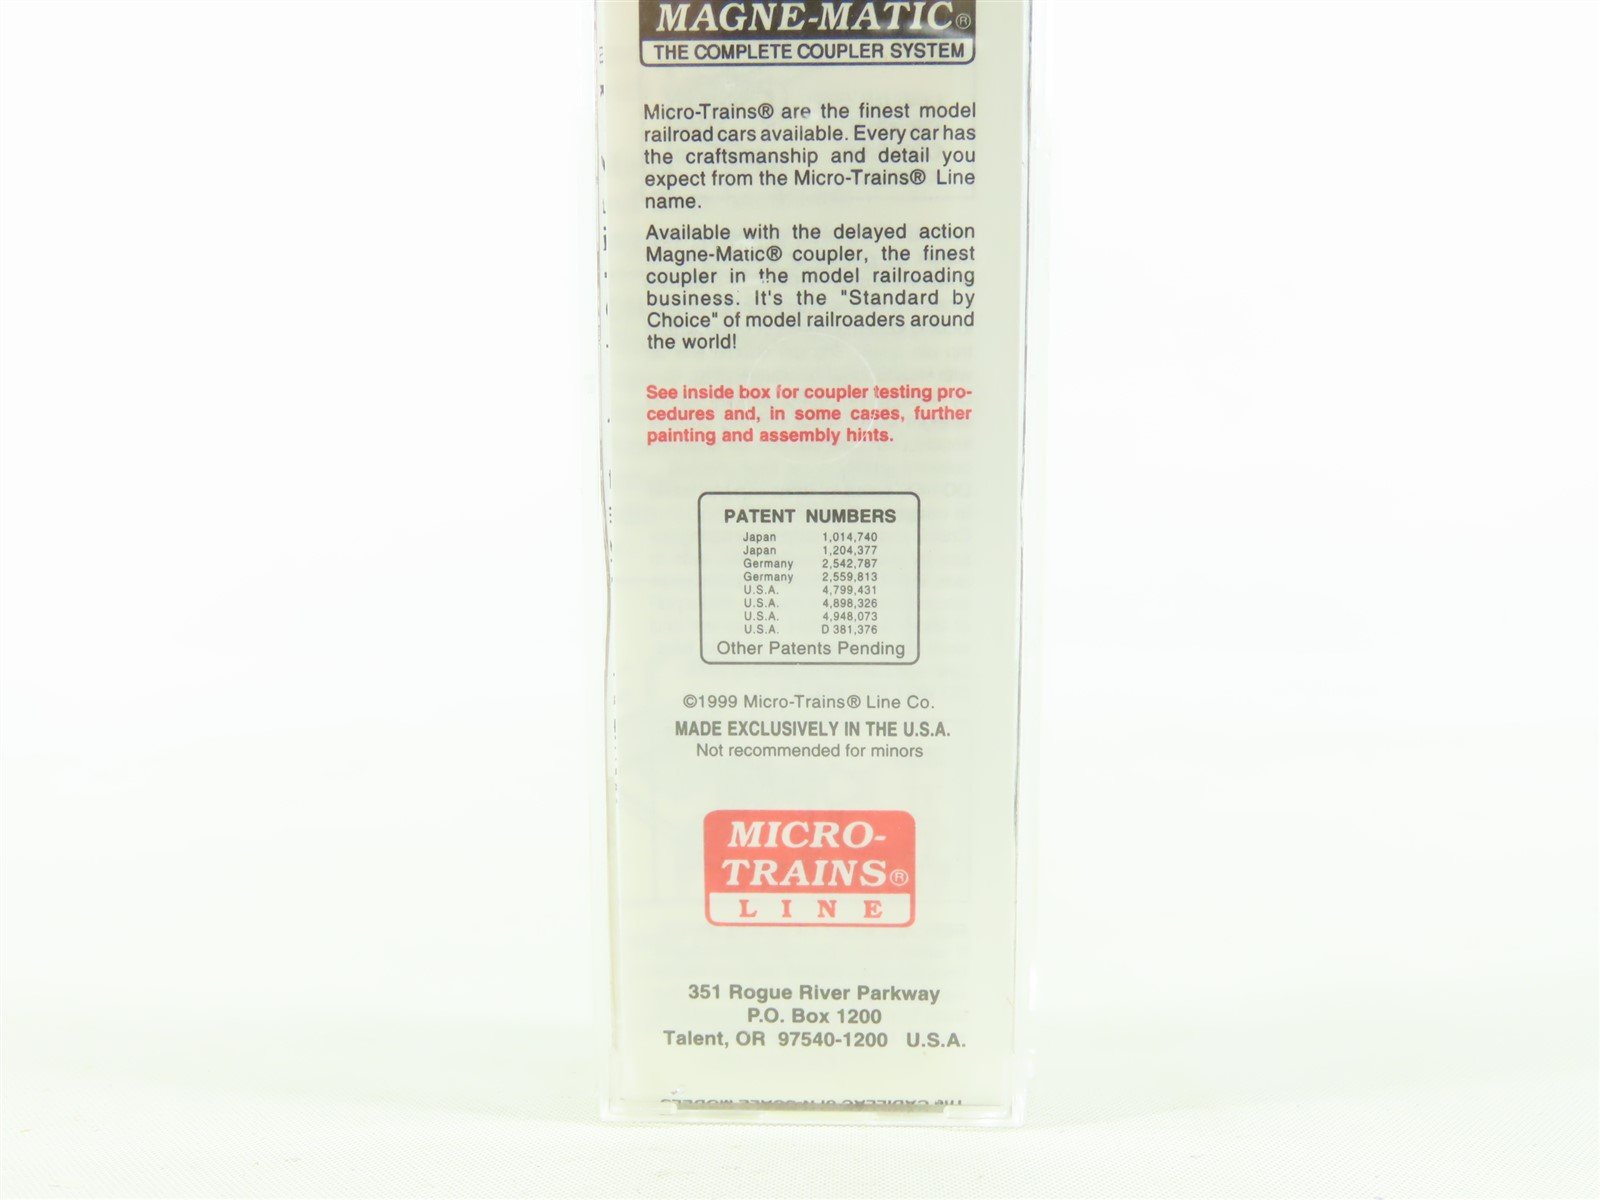 MAGNE-MATIC®
THE COMPLETE COUPLER SYSTEM
Micro-Trains® are the finest model
railroad cars available. Every car has
the craftsmanship and detail you
expect from the Micro-Trains® Line
name.
Available with the delayed action
Magne-Matic® coupler, the finest
coupler in the model railroading
business. It's the "Standard by
Choice" of model railroaders around
the world!
See inside box for coupler testing pro-
cedures and, in some cases, further
painting and assembly hints.
PATENT NUMBERS
Japan 1,014,740
Japan 1,204,377
Germany 2,542,787
Germany 2,559,813
U.S.A. 4,799,431
U.S.A. 4,898,326
U.S.A. 4,948,073
U.S.A. D 381,376
Other Patents Pending
©1999 Micro-Trains® Line Co.
MADE EXCLUSIVELY IN THE U.S.A.
Not recommended for minors
MICRO-
TRAINS®
LINE
351 Rogue River Parkway
P.O. Box 1200
Talent, OR 97540-1200 U.S.A.